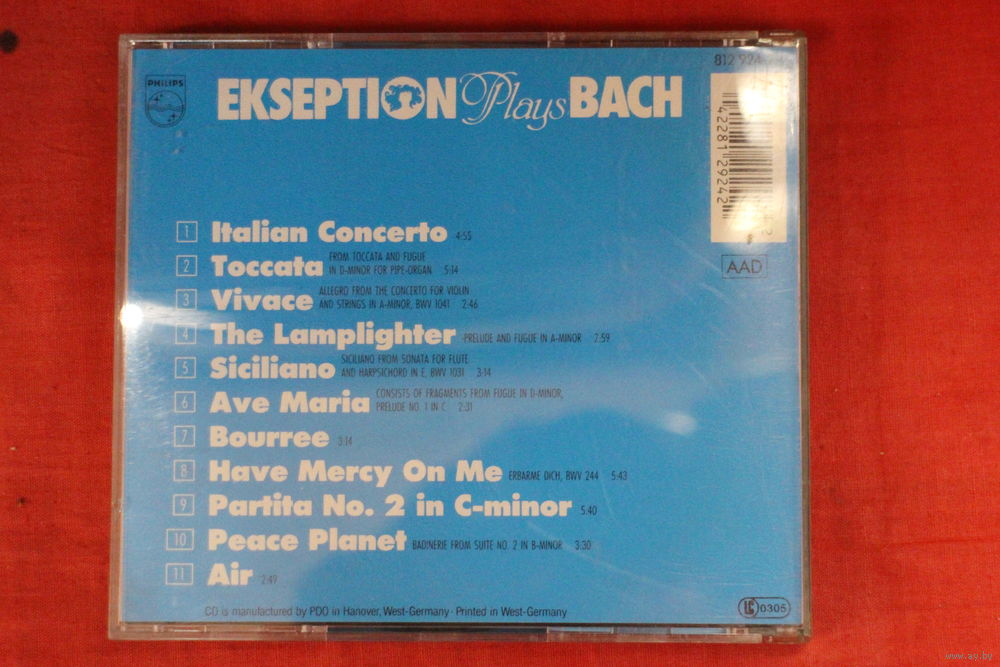 PHILIPS
EKSEPTION Plays BACH
812 924
42281 29242
AAD
1 Italian Concerto 4:55
2 Toccata FROM TOCCATA AND FUGUE
IN D-MINOR FOR PIPE-ORGAN 5:14
3 Vivace ALLEGRO FROM THE CONCERTO FOR VIOLIN
AND STRINGS IN A-MINOR, BWV 1041 2:46
4 The Lamplighter PRELUDE AND FUGUE IN A-MINOR 2:59
5 Siciliano SICILIANO FROM SONATA FOR FLUTE
AND HARPSICHORD IN E, BWV 1031 3:14
6 Ave Maria CONSISTS OF FRAGMENTS FROM FUGUE IN D-MINOR,
PRELUDE NO. 1 IN C 2:31
7 Bourree 3:14
8 Have Mercy On Me ERBARME DICH, BWV 244 5:43
9 Partita No. 2 in C-minor 5:40
10 Peace Planet BADINERIE FROM SUITE NO. 2 IN B-MINOR 3:30
11 Air 2:49
CD is manufactured by PDO in Hanover, West-Germany · Printed in West-Germany
LC 0305
www.ay.by